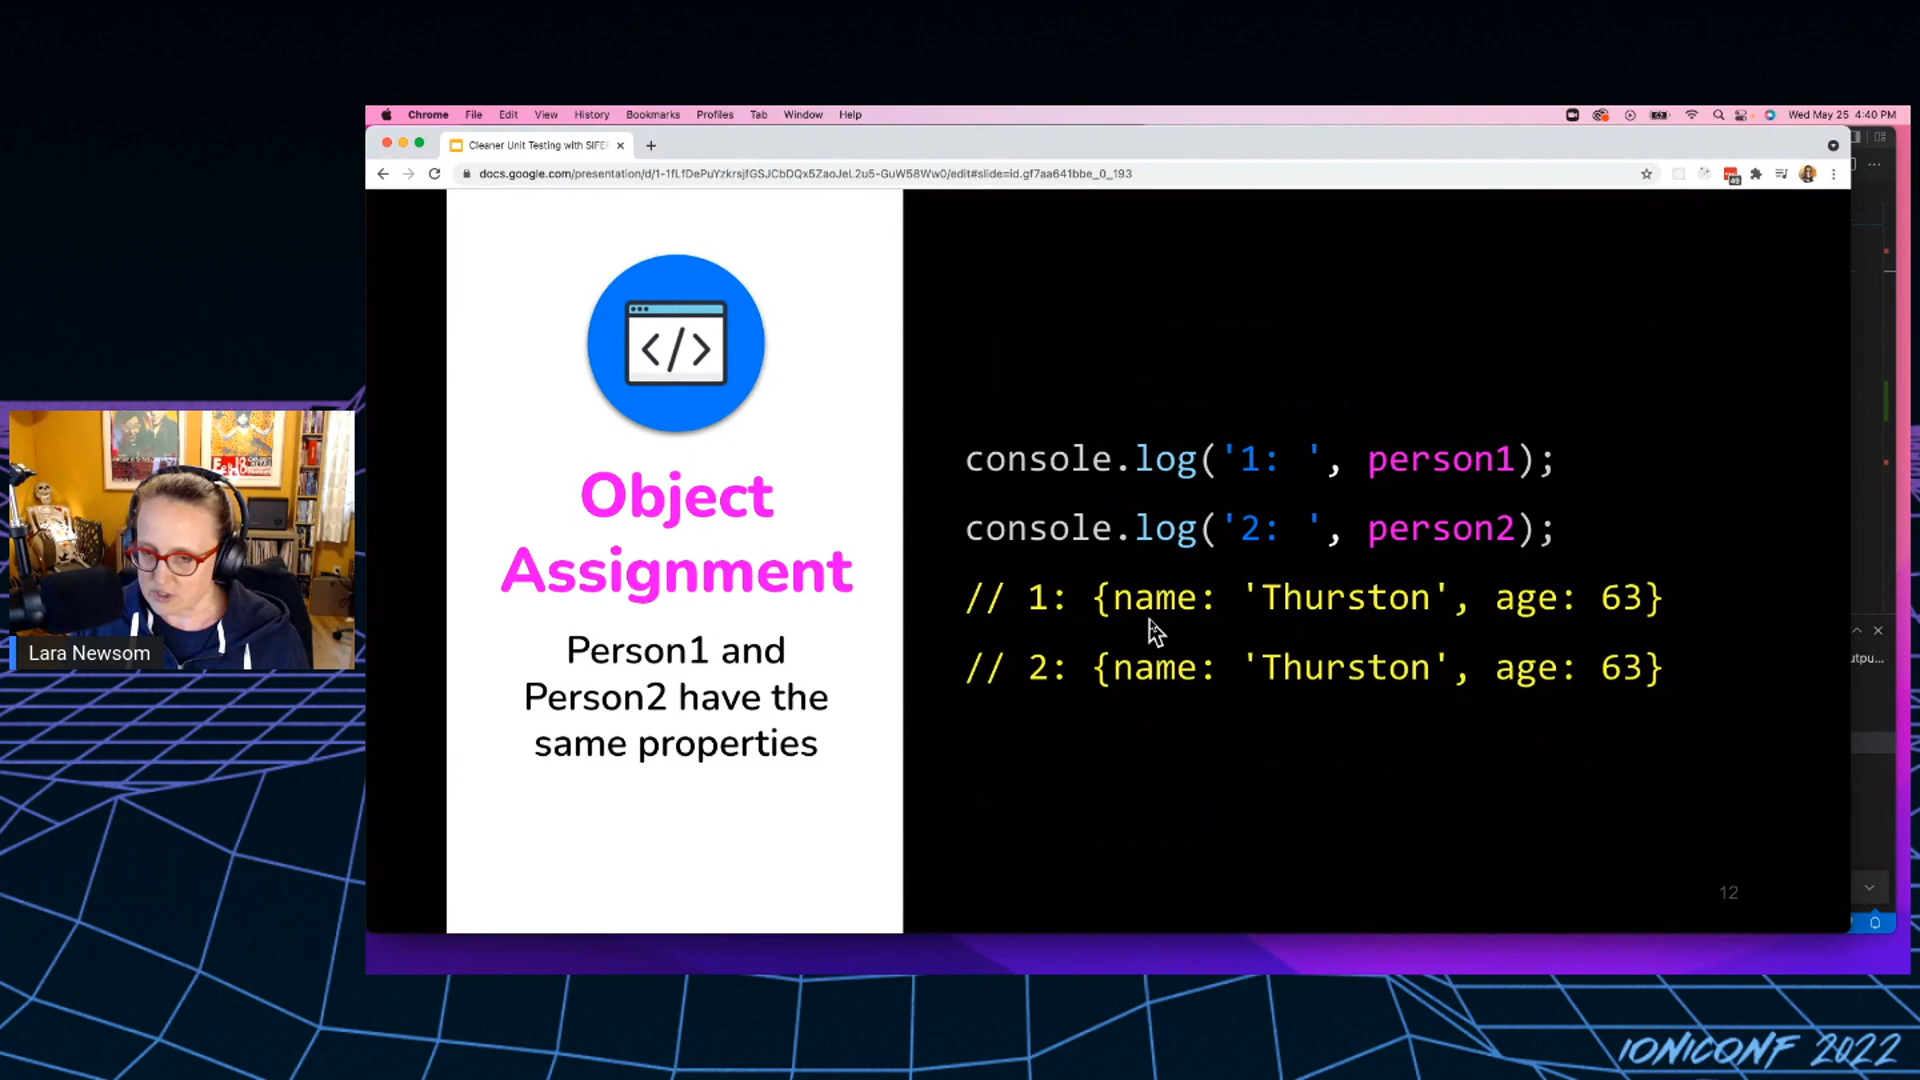 Chrome File Edit View History Bookmarks Profiles Tab Window Help
Wed May 25 4:40 PM
Cleaner Unit Testing with SIFE
docs.google.com/presentation/d/1-1fLfDePuYzkrsjfGSJCbDQx5ZaoJeL2u5-GuW58Ww0/edit#slide=id.gf7aa641bbe_0_193
</>
Object
Assignment
Person1 and
Person2 have the
same properties
console.log('1: ', person1);
console.log('2: ', person2);
// 1: {name: 'Thurston', age: 63}
// 2: {name: 'Thurston', age: 63}
12
Lara Newsom
IONICONF 2022